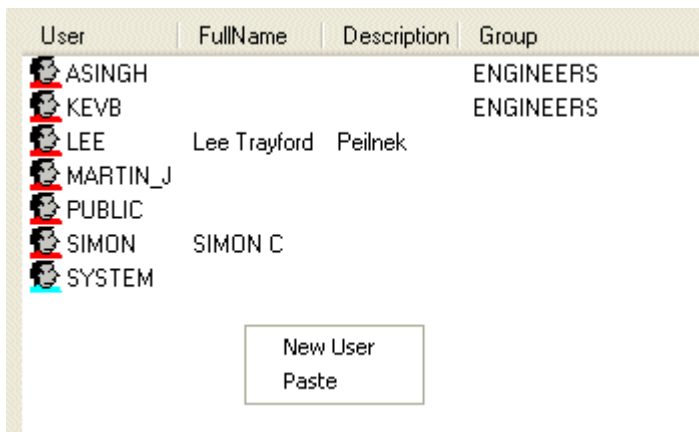 User FullName Description Group
ASINGH ENGINEERS
KEVB ENGINEERS
LEE Lee Trayford Peilnek
MARTIN_J
PUBLIC
SIMON SIMON C
SYSTEM
New User
Paste